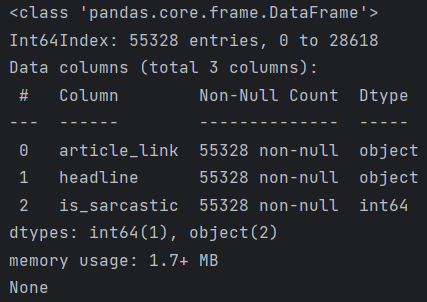 <class 'pandas.core.frame.DataFrame'>
Int64Index: 55328 entries, 0 to 28618
Data columns (total 3 columns):
 #   Column        Non-Null Count  Dtype
---  ------        --------------  -----
 0   article_link  55328 non-null  object
 1   headline      55328 non-null  object
 2   is_sarcastic  55328 non-null  int64
dtypes: int64(1), object(2)
memory usage: 1.7+ MB
None